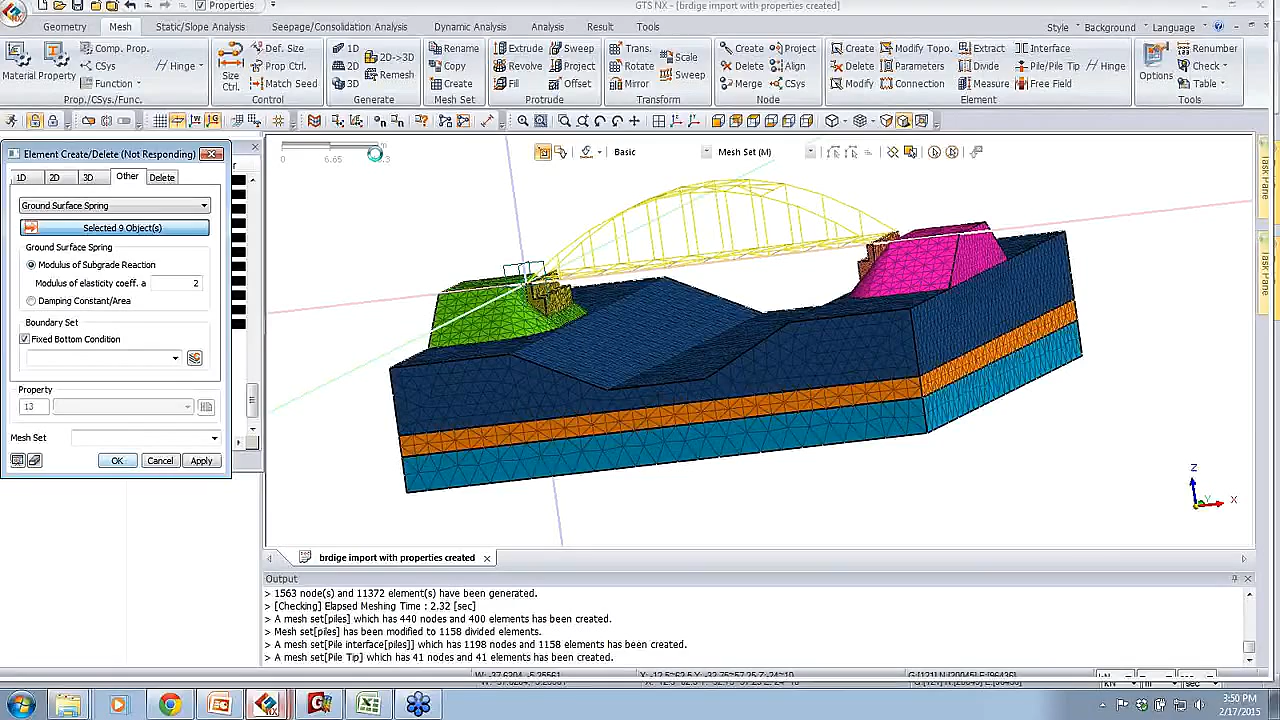 Properties
GTS NX - [brdige import with properties created]
Geometry Mesh Static/Slope Analysis Seepage/Consolidation Analysis Dynamic Analysis Analysis Result Tools Style Background Language
Comp. Prop. Def. Size 1D 2D->3D Rename Extrude Sweep Trans. Scale Create Project Create Modify Topo. Extract Interface Renumber
CSys Hinge Prop Ctrl. 2D Remesh Copy Revolve Project Rotate Sweep Delete Align Delete Parameters Divide Pile/Pile Tip Hinge Check
Material Property Function Size Ctrl. Match Seed 3D Create Fill Offset Mirror Merge CSys Modify Connection Measure Free Field Options Table
Prop./CSys/Func. Control Generate Mesh Set Protrude Transform Node Element Tools
Element Create/Delete (Not Responding)
1D 2D 3D Other Delete
Ground Surface Spring
Selected 9 Object(s)
Ground Surface Spring
Modulus of Subgrade Reaction
Modulus of elasticity coeff. a 2
Damping Constant/Area
Boundary Set
Fixed Bottom Condition
Property
13
Mesh Set
OK Cancel Apply
0 6.65
Basic Mesh Set (M)
Task Pane
Task Pane
Z
Y X
brdige import with properties created
Output
> 1563 node(s) and 11372 element(s) have been generated.
> [Checking] Elapsed Meshing Time : 2.32 [sec]
> A mesh set[piles] which has 440 nodes and 400 elements has been created.
> Mesh set[piles] has been modified to 1158 divided elements.
> A mesh set[Pile interface[piles]] which has 1198 nodes and 1158 elements has been created.
> A mesh set[Pile Tip] which has 41 nodes and 41 elements has been created.
3:50 PM
2/17/2015